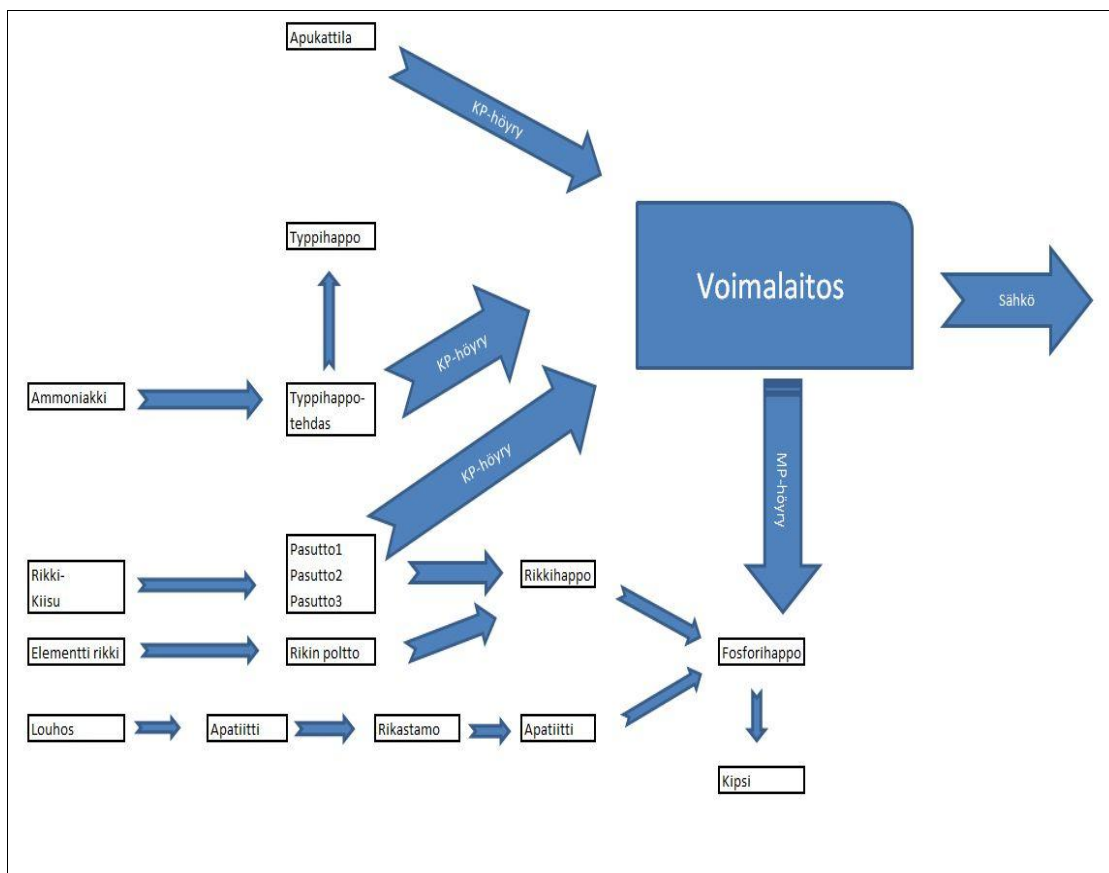 Apukattila
KP-höyry
Typpihappo
Voimalaitos
Sähkö
KP-höyry
Ammoniakki
Typpihappo-
tehdas
KP-höyry
MP-höyry
Rikki-
Kiisu
Pasutto1
Pasutto2
Pasutto3
Rikkihappo
Elementti rikki
Rikin poltto
Fosforihappo
Louhos
Apatiitti
Rikastamo
Apatiitti
Kipsi